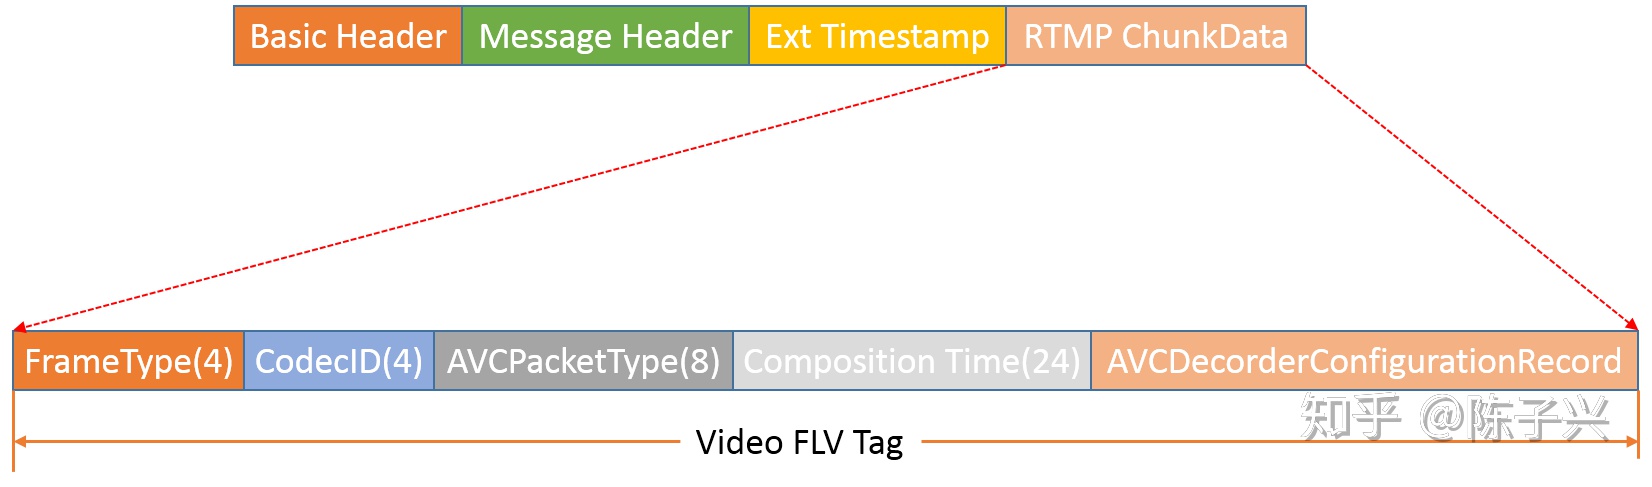 Basic Header Message Header Ext Timestamp RTMP ChunkData
FrameType(4) CodecID(4) AVCPacketType(8) Composition Time(24) AVCDecorderConfigurationRecord
知乎 @陈子兴
Video FLV Tag